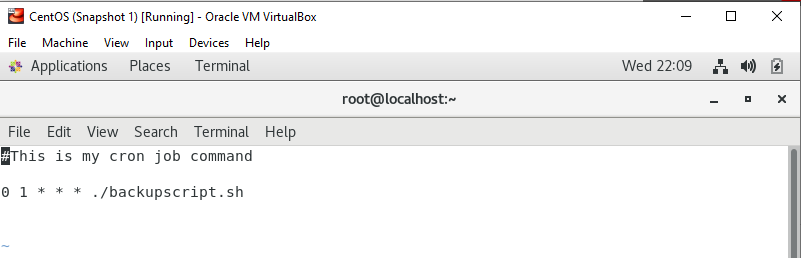 CentOS (Snapshot 1) [Running] - Oracle VM VirtualBox
File Machine View Input Devices Help
Applications Places Terminal Wed 22:09
root@localhost:~
File Edit View Search Terminal Help
#This is my cron job command
0 1 * * * ./backupscript.sh
~